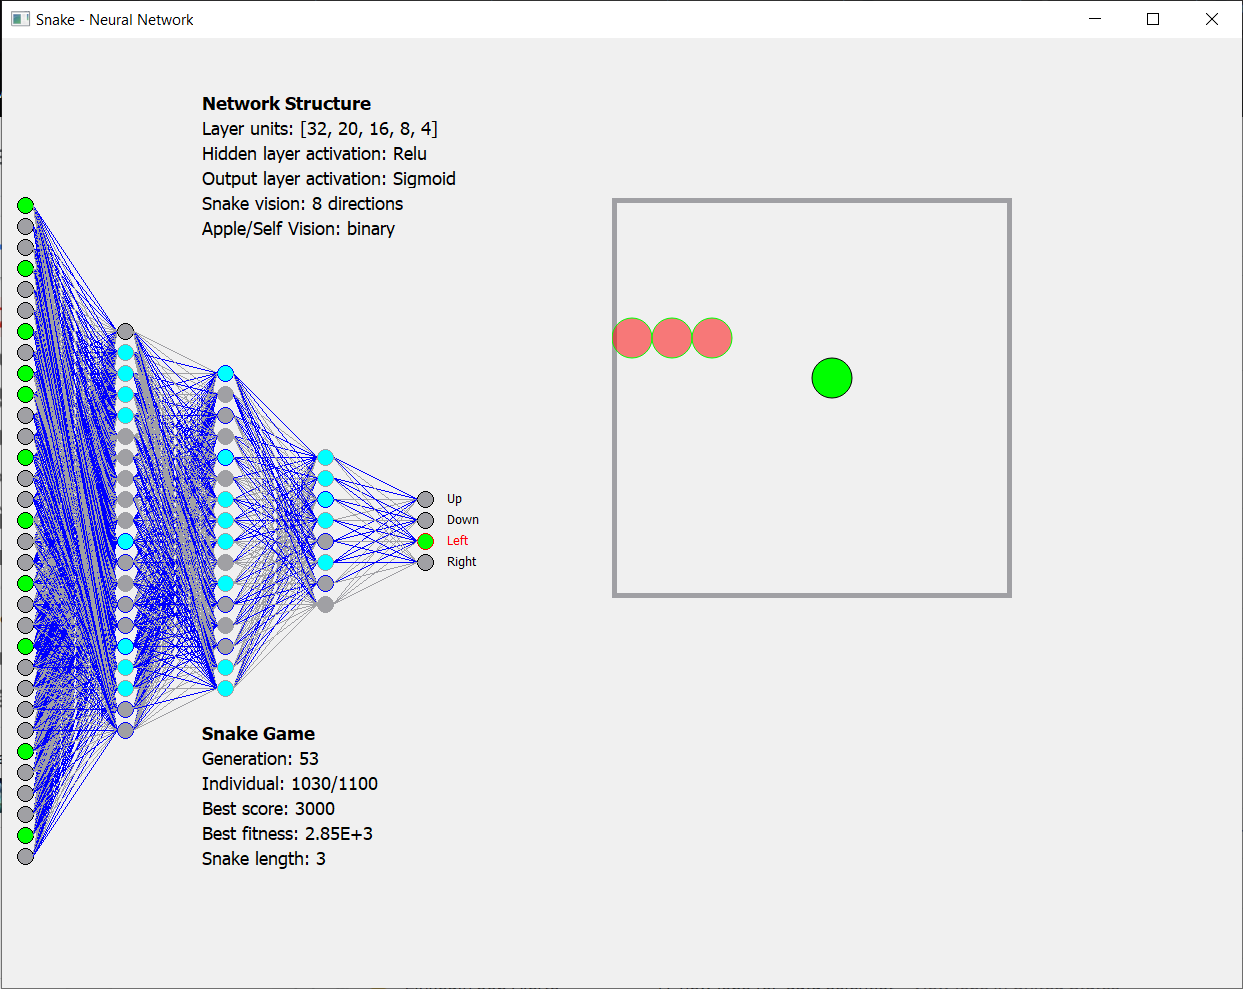 Snake - Neural Network
Network Structure
Layer units: [32, 20, 16, 8, 4]
Hidden layer activation: Relu
Output layer activation: Sigmoid
Snake vision: 8 directions
Apple/Self Vision: binary
Up
Down
Left
Right
Snake Game
Generation: 53
Individual: 1030/1100
Best score: 3000
Best fitness: 2.85E+3
Snake length: 3